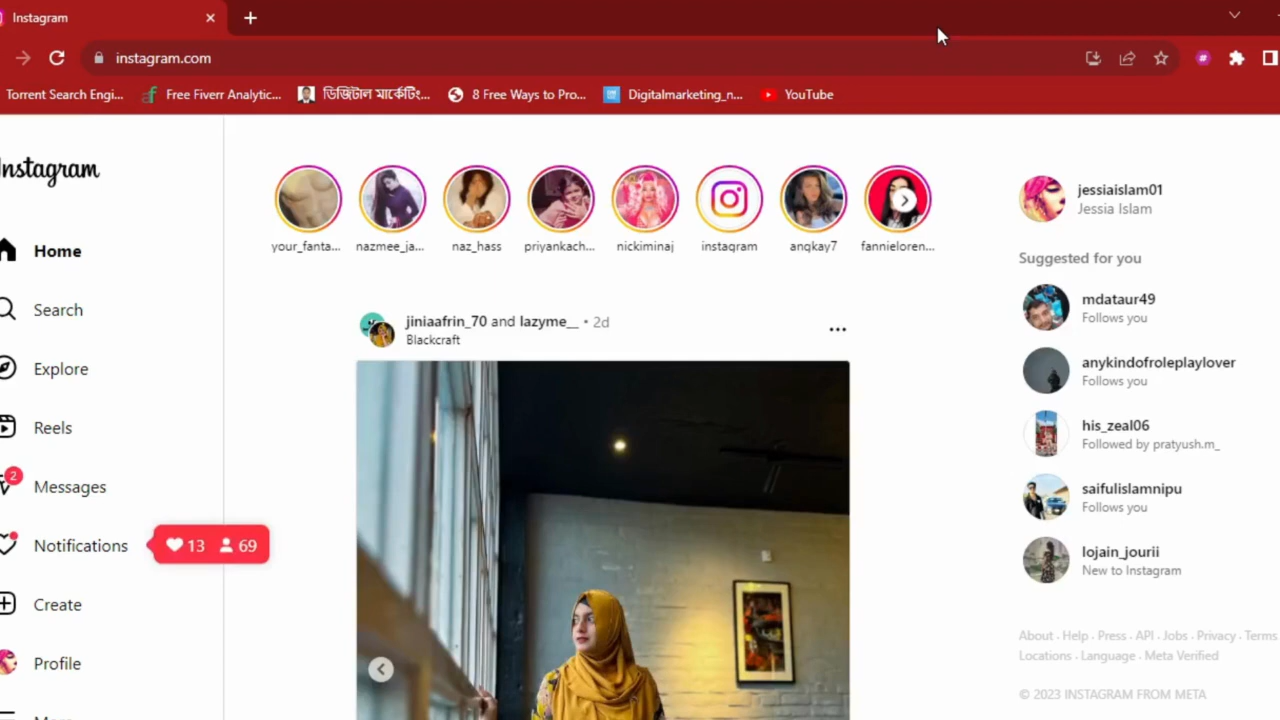 Instagram
instagram.com
Torrent Search Engi...
Free Fiverr Analytic...
ডিজিটাল মার্কেটিং...
8 Free Ways to Pro...
Digitalmarketing_n...
YouTube
Instagram
Home
Search
Explore
Reels
2
Messages
Notifications
13 69
Create
Profile
your_fanta...
nazmee_ja...
naz_hass
priyankach...
nickiminaj
instagram
angkay7
fannieloren...
jiniaafrin_70 and lazyme__ • 2d
Blackcraft
jessiaislam01
Jessia Islam
Suggested for you
mdataur49
Follows you
anykindofroleplaylover
Follows you
his_zeal06
Followed by pratyush.m_
saifulislamnipu
Follows you
lojain_jourii
New to Instagram
About · Help · Press · API · Jobs · Privacy · Terms
Locations · Language · Meta Verified
© 2023 INSTAGRAM FROM META